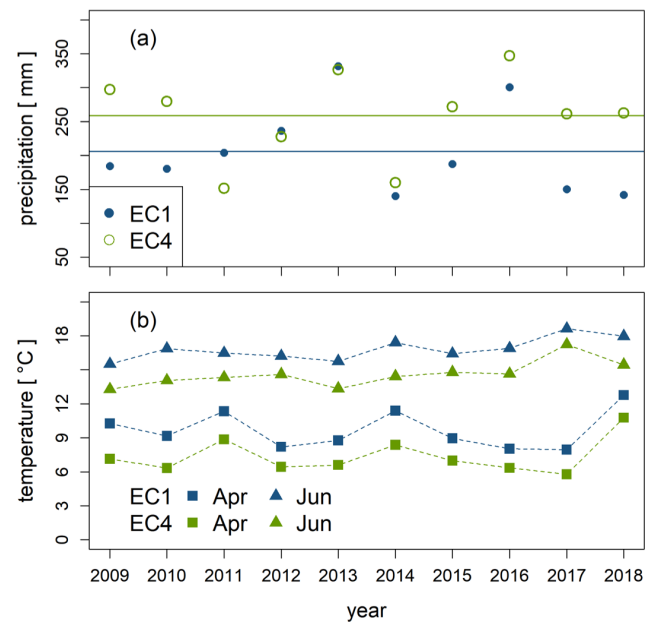 (a)
precipitation [ mm ]
350
250
150
50
EC1
EC4
(b)
temperature [ °C ]
18
12
9
6
3
0
EC1 Apr Jun
EC4 Apr Jun
2009 2010 2011 2012 2013 2014 2015 2016 2017 2018
year